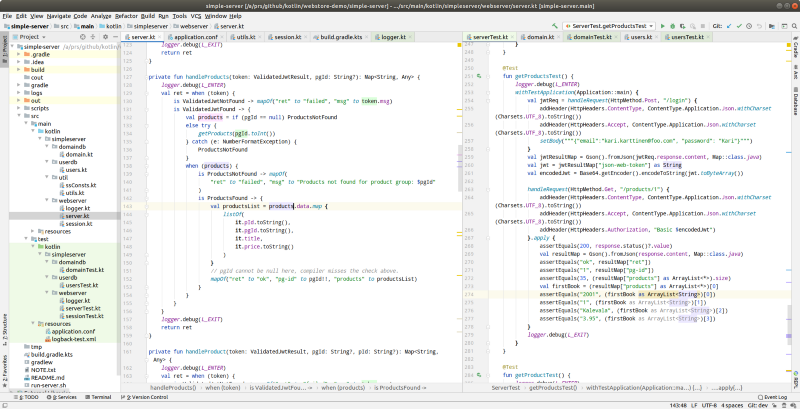 simple-server [/a/prs/github/kotlin/webstore-demo/simple-server] - .../src/main/kotlin/simpleserver/webserver/server.kt [simple-server.main]
File Edit View Navigate Code Analyze Refactor Build Run Tools VCS Window Help
simple-server src main kotlin simpleserver webserver server.kt
ServerTest.getProductsTest
Git:
Project
server.kt application.conf utils.kt session.kt build.gradle.kts logger.kt
serverTest.kt domain.kt domainTest.kt users.kt usersTest.kt
simpleserver
.gradle
.idea
build
cout
gradle
logs
out
scripts
src
main
kotlin
simpleserver
domaindb
domain.kt
userdb
users.kt
util
ssConsts.kt
utils.kt
webserver
logger.kt
server.kt
session.kt
resources
test
kotlin
simpleserver
domaindb
domainTest.kt
userdb
usersTest.kt
webserver
logger.kt
serverTest.kt
sessionTest.kt
resources
application.conf
logback-test.xml
tmp
build.gradle.kts
gradlew
NOTE.txt
README.md
run-server.sh
logger.debug(L_EXIT)
return ret
}
private fun handleProducts(token: ValidatedJwtResult, pgId: String?): Map<String, Any> {
logger.debug(L_ENTER)
val ret = when (token) {
is ValidatedJwtNotFound -> mapOf("ret" to "failed", "msg" to token.msg)
is ValidatedJwtFound -> {
val products = if (pgId == null) ProductsNotFound
else try {
getProducts(pgId.toInt())
} catch (e: NumberFormatException) {
ProductsNotFound
}
when (products) {
is ProductsNotFound -> mapOf(
"ret" to "failed", "msg" to "Products not found for product group: $pgId"
)
is ProductsFound -> {
val productsList = products.data.map {
listOf(
it.pId.toString(),
it.pgId.toString(),
it.title,
it.price.toString()
)
}
// pgId cannot be null here, compiler misses the check above.
mapOf("ret" to "ok", "pg-id" to pgId!!, "products" to productsList)
}
}
}
}
logger.debug(L_EXIT)
return ret
}
private fun handleProduct(token: ValidatedJwtResult, pgId: String?, pId: String?): Map<String,
Any> {
logger.debug(L_ENTER)
val ret = when (token) {
handleProducts() when (token) is ValidatedJwtFou... -> when (products) is ProductsFound ->
}
}
@Test
fun getProductsTest() {
logger.debug(L_ENTER)
withTestApplication(Application::main) {
val jwtReq = handleRequest(HttpMethod.Post, "/login") {
addHeader(HttpHeaders.ContentType, ContentType.Application.Json.withCharset
(Charsets.UTF_8).toString())
addHeader(HttpHeaders.Accept, ContentType.Application.Json.withCharset
(Charsets.UTF_8).toString())
setBody("""{"email":"kari.karttinen@foo.com", "password": "Kari"}""")
}
val jwtResultMap = Gson().fromJson(jwtReq.response.content, Map::class.java)
val jwt = jwtResultMap["json-web-token"] as String
val encodedJwt = Base64.getEncoder().encodeToString(jwt.toByteArray())
handleRequest(HttpMethod.Get, "/products/1") {
addHeader(HttpHeaders.ContentType, ContentType.Application.Json.withCharset
(Charsets.UTF_8).toString())
addHeader(HttpHeaders.Accept, ContentType.Application.Json.withCharset
(Charsets.UTF_8).toString())
addHeader(HttpHeaders.Authorization, "Basic $encodedJwt")
}.apply {
assertEquals(200, response.status()?.value)
val resultMap = Gson().fromJson(response.content, Map::class.java)
assertEquals("ok", resultMap["ret"])
assertEquals("1", resultMap["pg-id"])
assertEquals(35, (resultMap["products"] as ArrayList<*>).size)
val firstBook = (resultMap["products"] as ArrayList<*>)[0]
assertEquals("2001", (firstBook as ArrayList<String>)[0])
assertEquals("1", (firstBook as ArrayList<String>)[1])
assertEquals("Kalevala", (firstBook as ArrayList<String>)[2])
assertEquals("3.95", (firstBook as ArrayList<String>)[3])
}
logger.debug(L_EXIT)
}
}
@Test
fun getProductTest() {
ServerTest getProductsTest() withTestApplication(Application::ma... {...} ...apply{...}
TODO Docker Messages Terminal 9: Version Control
Event Log
143:48 LF UTF-8 4 spaces Git: dev